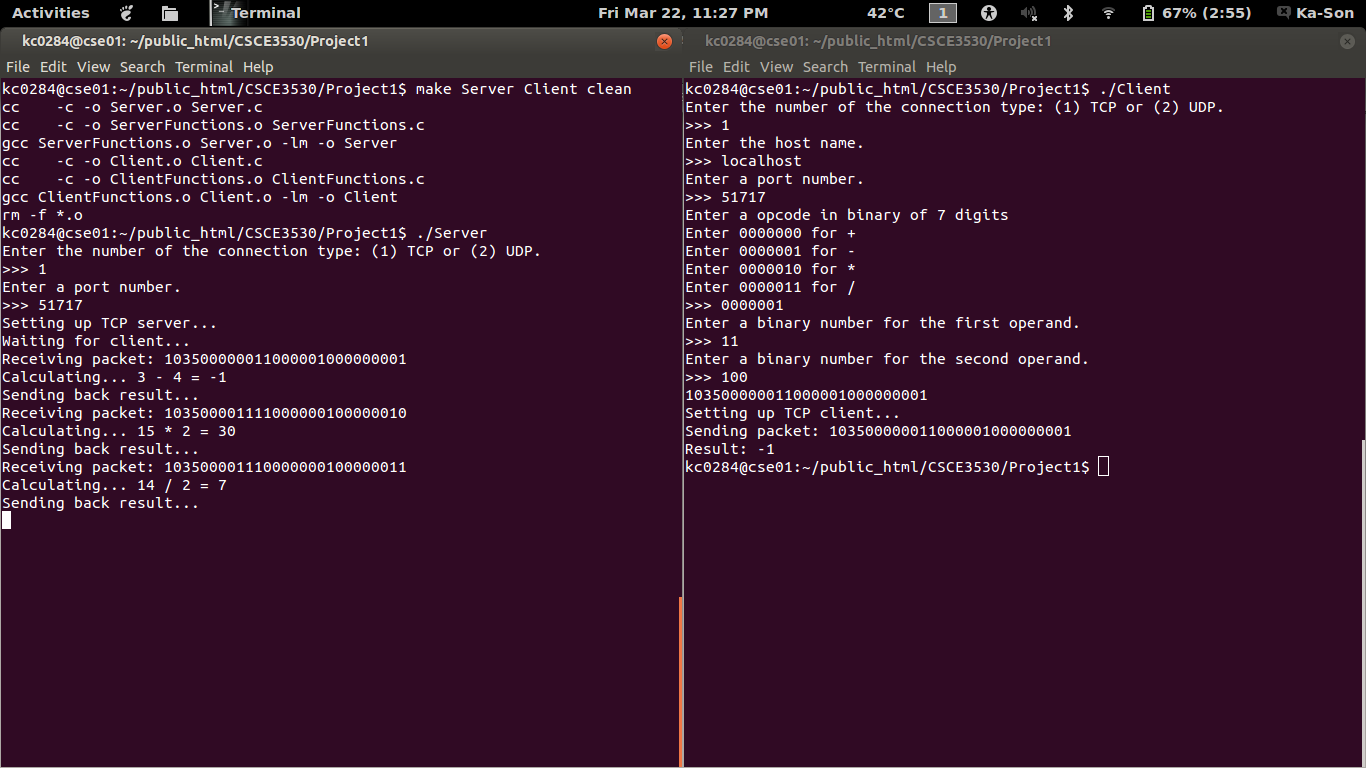 Activities Terminal Fri Mar 22, 11:27 PM 42°C 1 67% (2:55) Ka-Son
kc0284@cse01: ~/public_html/CSCE3530/Project1
File Edit View Search Terminal Help
kc0284@cse01:~/public_html/CSCE3530/Project1$ make Server Client clean
cc    -c -o Server.o Server.c
cc    -c -o ServerFunctions.o ServerFunctions.c
gcc ServerFunctions.o Server.o -lm -o Server
cc    -c -o Client.o Client.c
cc    -c -o ClientFunctions.o ClientFunctions.c
gcc ClientFunctions.o Client.o -lm -o Client
rm -f *.o
kc0284@cse01:~/public_html/CSCE3530/Project1$ ./Server
Enter the number of the connection type: (1) TCP or (2) UDP.
>>> 1
Enter a port number.
>>> 51717
Setting up TCP server...
Waiting for client...
Receiving packet: 103500000011000001000000001
Calculating... 3 - 4 = -1
Sending back result...
Receiving packet: 103500001111000000100000010
Calculating... 15 * 2 = 30
Sending back result...
Receiving packet: 103500001110000000100000011
Calculating... 14 / 2 = 7
Sending back result...
kc0284@cse01: ~/public_html/CSCE3530/Project1
File Edit View Search Terminal Help
kc0284@cse01:~/public_html/CSCE3530/Project1$ ./Client
Enter the number of the connection type: (1) TCP or (2) UDP.
>>> 1
Enter the host name.
>>> localhost
Enter a port number.
>>> 51717
Enter a opcode in binary of 7 digits
Enter 0000000 for +
Enter 0000001 for -
Enter 0000010 for *
Enter 0000011 for /
>>> 0000001
Enter a binary number for the first operand.
>>> 11
Enter a binary number for the second operand.
>>> 100
103500000011000001000000001
Setting up TCP client...
Sending packet: 103500000011000001000000001
Result: -1
kc0284@cse01:~/public_html/CSCE3530/Project1$